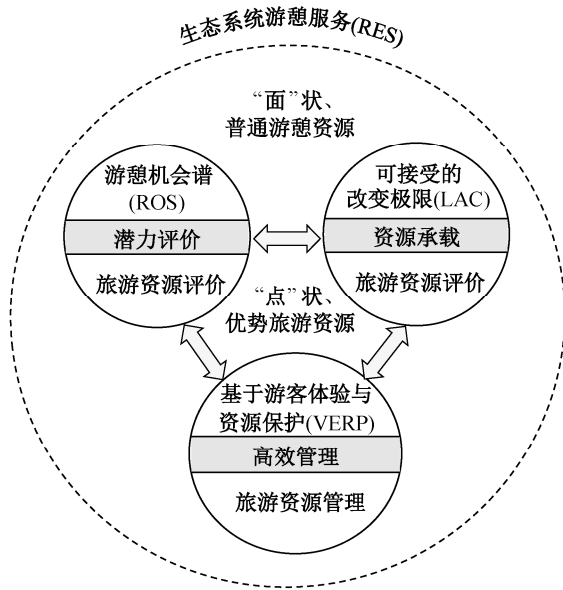 生态系统游憩服务(RES)
“面”状、
普通游憩资源
游憩机会谱
(ROS)
潜力评价
旅游资源评价
可接受的
改变极限(LAC)
资源承载
旅游资源评价
“点”状、
优势旅游资源
基于游客体验与
资源保护(VERP)
高效管理
旅游资源管理